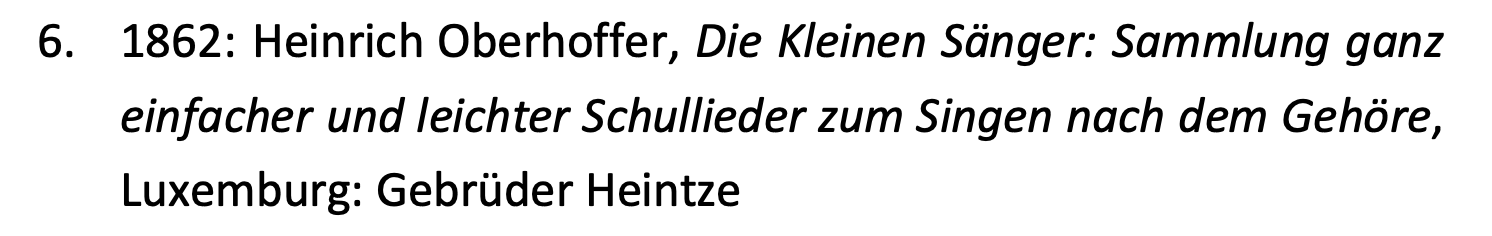 6. 1862: Heinrich Oberhoffer, Die Kleinen Sänger: Sammlung ganz
einfacher und leichter Schullieder zum Singen nach dem Gehöre,
Luxemburg: Gebrüder Heintze